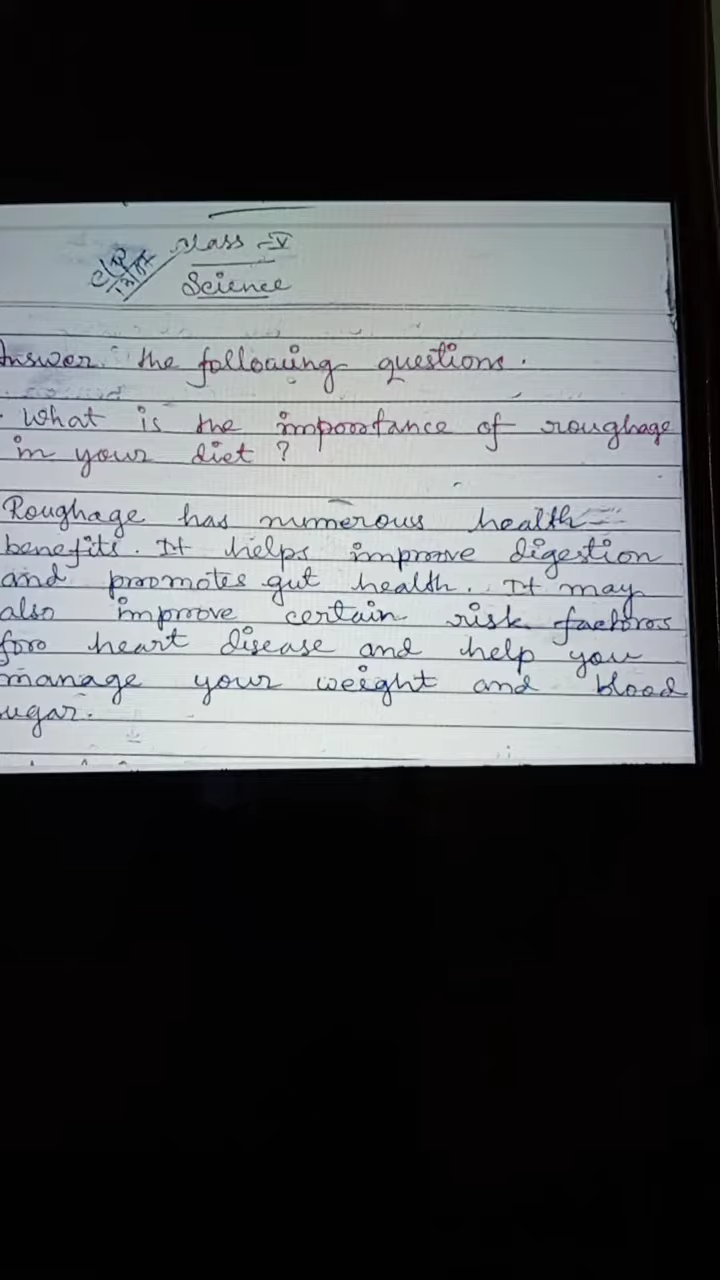 Class - V
Science
Answer the following questions.
What is the importance of roughage
in your diet ?
Roughage has numerous health
benefits. It helps improve digestion
and promotes gut health. It may
also improve certain risk factors
for heart disease and help you
manage your weight and blood
ugar.